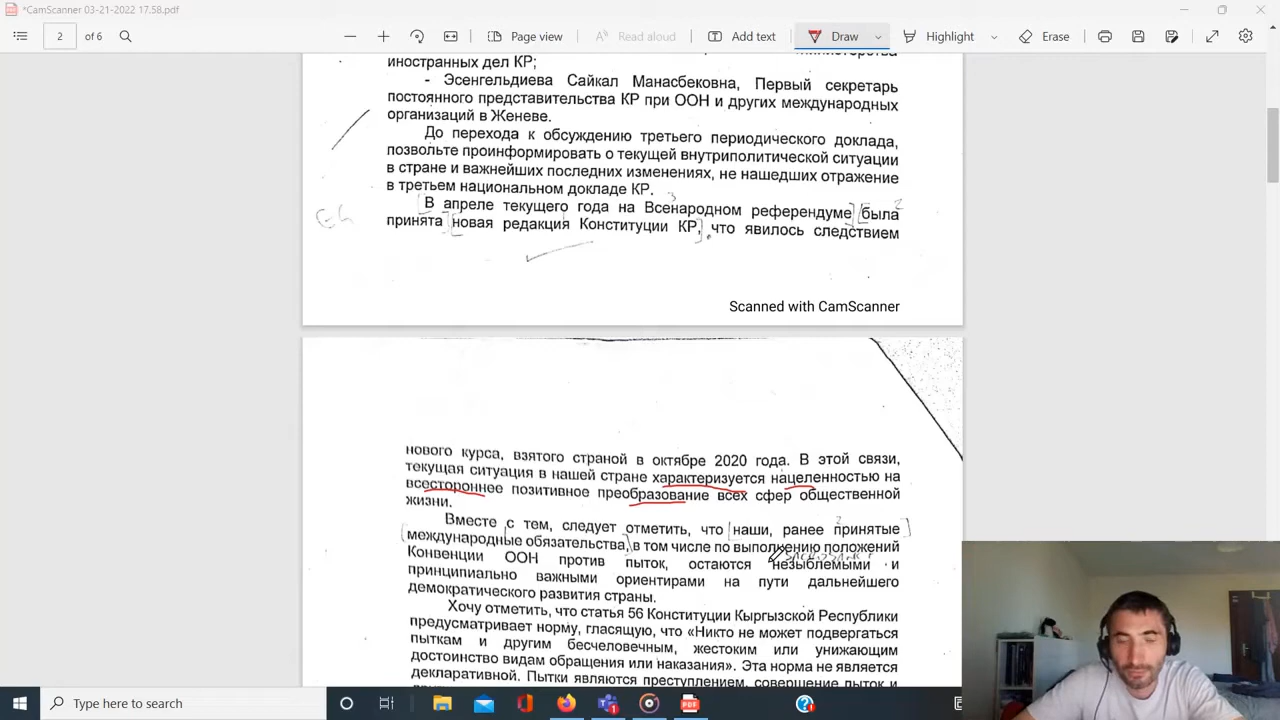 *CamScanner 03-21-2022 17.58.pdf
2 of 6 Page view Read aloud Add text Draw Highlight Erase
министерства
иностранных дел КР;
- Эсенгельдиева Сайкал Манасбековна, Первый секретарь
постоянного представительства КР при ООН и других международных
организаций в Женеве.
До перехода к обсуждению третьего периодического доклада,
позвольте проинформировать о текущей внутриполитической ситуации
в стране и важнейших последних изменениях, не нашедших отражение
в третьем национальном докладе КР.
3
[В апреле текущего года на Всенародном референдуме] [была 2
принята [новая редакция Конституции КР,] что явилось следствием
Scanned with CamScanner
нового курса, взятого страной в октябре 2020 года. В этой связи,
текущая ситуация в нашей стране характеризуется нацеленностью на
всестороннее позитивное преобразование всех сфер общественной
жизни.
Вместе с тем, следует отметить, что [наши, ранее принятые]
2
[международные обязательства,] в том числе по выполнению положений
Конвенции ООН против пыток, остаются незыблемыми и
принципиально важными ориентирами на пути дальнейшего
демократического развития страны.
Хочу отметить, что статья 56 Конституции Кыргызской Республики
предусматривает норму, гласящую, что «Никто не может подвергаться
пыткам и другим бесчеловечным, жестоким или унижающим
достоинство видам обращения или наказания». Эта норма не является
декларативной. Пытки являются преступлением, совершение пыток и
Type here to search